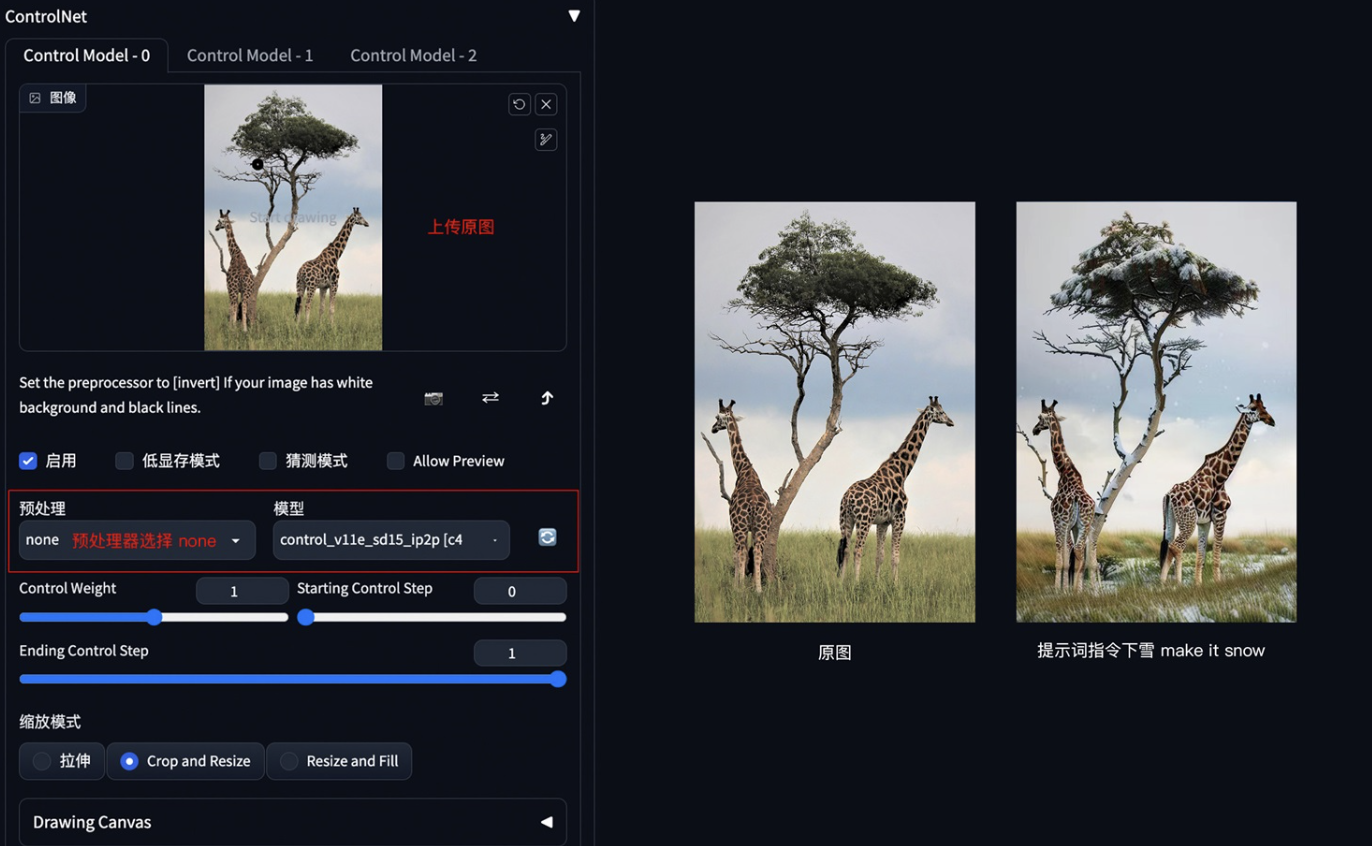 ControlNet
Control Model - 0
Control Model - 1
Control Model - 2
图像
Start drawing
上传原图
Set the preprocessor to [invert] If your image has white
background and black lines.
启用
低显存模式
猜测模式
Allow Preview
预处理
模型
none 预处理器选择 none
control_v11e_sd15_ip2p [c4
Control Weight
1
Starting Control Step
0
Ending Control Step
1
缩放模式
拉伸
Crop and Resize
Resize and Fill
Drawing Canvas
原图
提示词指令下雪 make it snow